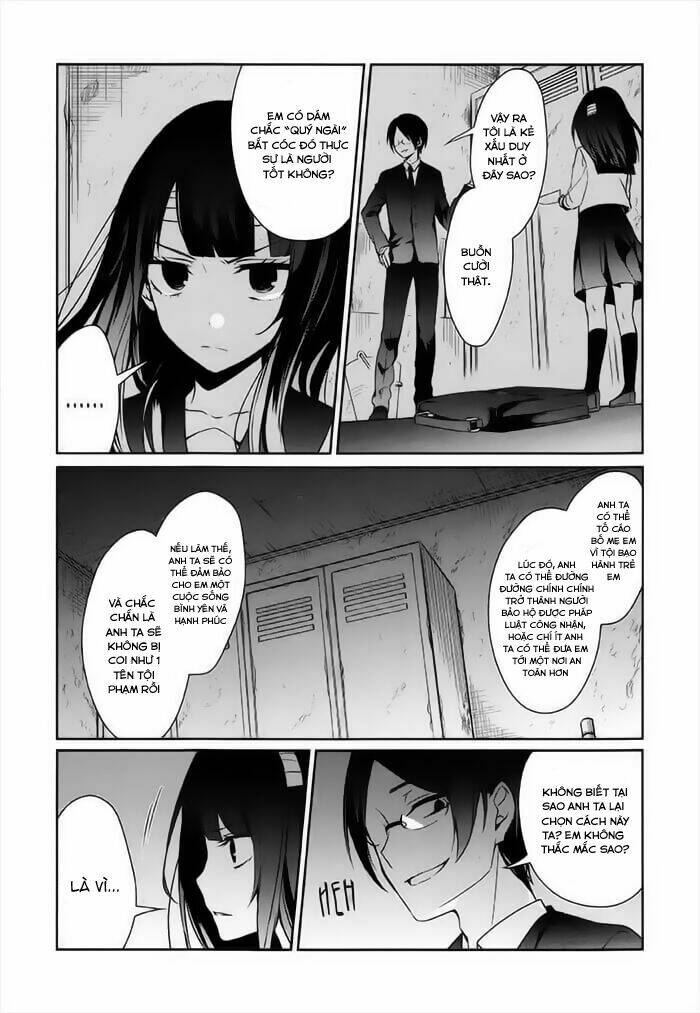 VẬY RA
TÔI LÀ KẺ
XẤU DUY
NHẤT Ở
ĐÂY SAO?
BUỒN
CƯỜI
THẬT.
EM CÓ DÁM
CHẮC "QUÝ NGÀI"
BẮT CÓC ĐÓ THỰC
SỰ LÀ NGƯỜI
TỐT KHÔNG?
......
ANH TA
CÓ THỂ
TỐ CÁO
BỐ MẸ EM
VÌ TỘI BẠO
HÀNH TRẺ
EM
LÚC ĐÓ, ANH
TA CÓ THỂ ĐƯỜNG
ĐƯỜNG CHÍNH CHÍNH
TRỞ THÀNH NGƯỜI
BẢO HỘ ĐƯỢC PHÁP
LUẬT CÔNG NHẬN,
HOẶC CHÍ ÍT ANH
TA CÓ THỂ ĐƯA EM
TỚI MỘT NƠI AN
TOÀN HƠN
NẾU LÀM THẾ,
ANH TA SẼ CÓ
THỂ ĐẢM BẢO
CHO EM MỘT
CUỘC SỐNG
BÌNH YÊN VÀ
HẠNH PHÚC
VÀ CHẮC
CHẮN LÀ
ANH TA SẼ
KHÔNG BỊ
COI NHƯ 1
TÊN TỘI
PHẠM RỒI
KHÔNG BIẾT TẠI
SAO ANH TA LẠI
CHỌN CÁCH NÀY
TA? EM KHÔNG
THẮC MẮC SAO?
HEH
LÀ VÌ...